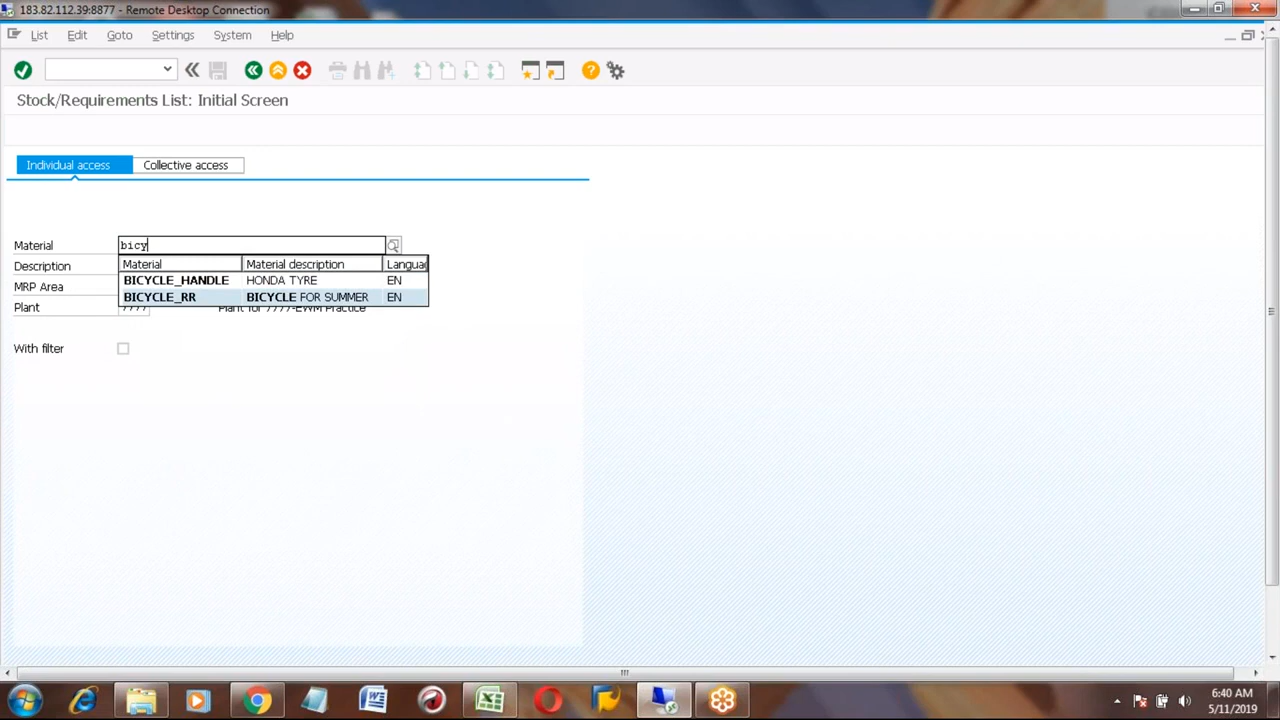 183.82.112.39:8877 - Remote Desktop Connection
List Edit Goto Settings System Help
Stock/Requirements List: Initial Screen
Individual access Collective access
Material bicy
Material Material description Langua
Description
BICYCLE_HANDLE HONDA TYRE EN
MRP Area
BICYCLE_RR BICYCLE FOR SUMMER EN
Plant 7777 Plant for 7777-EWM Practice
With filter
6:40 AM
5/11/2019